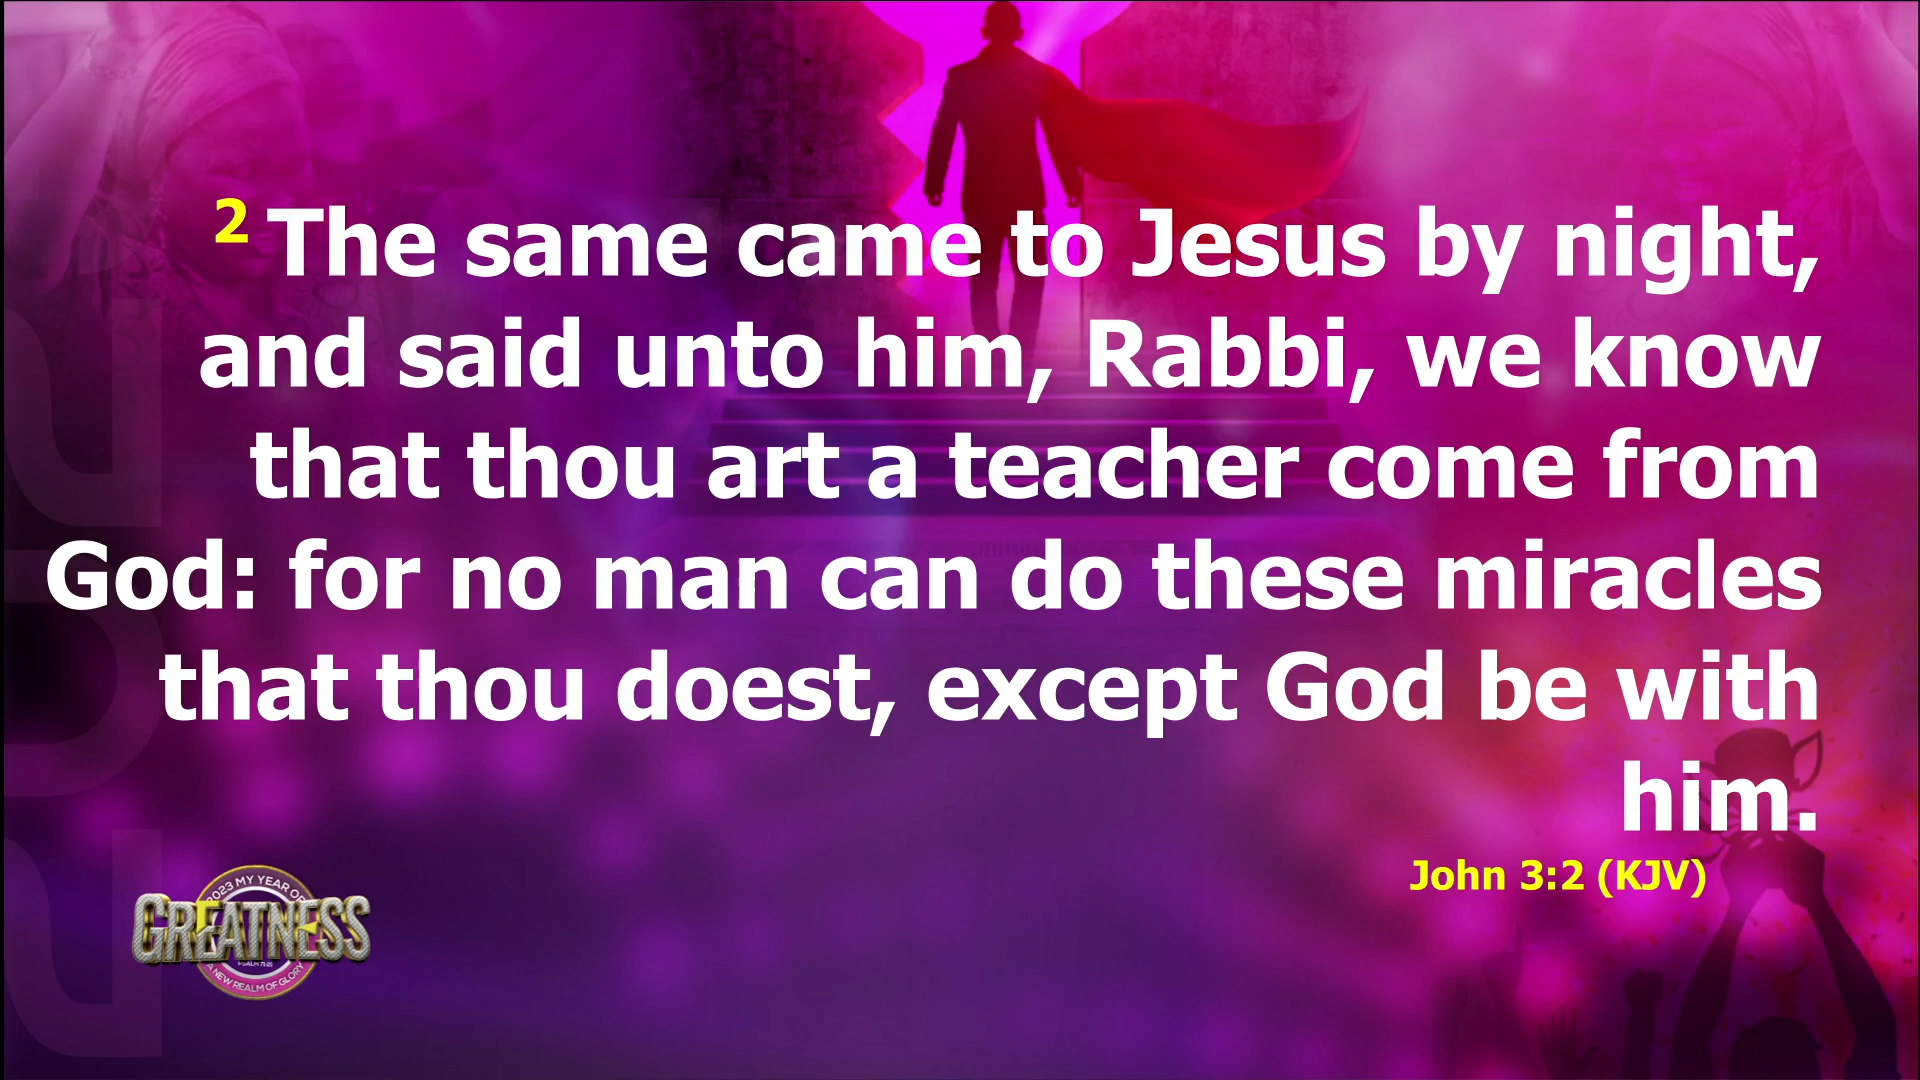 2 The same came to Jesus by night,
and said unto him, Rabbi, we know
that thou art a teacher come from
God: for no man can do these miracles
that thou doest, except God be with
him.
John 3:2 (KJV)
2023 MY YEAR OF
GREATNESS
A NEW REALM OF GLORY